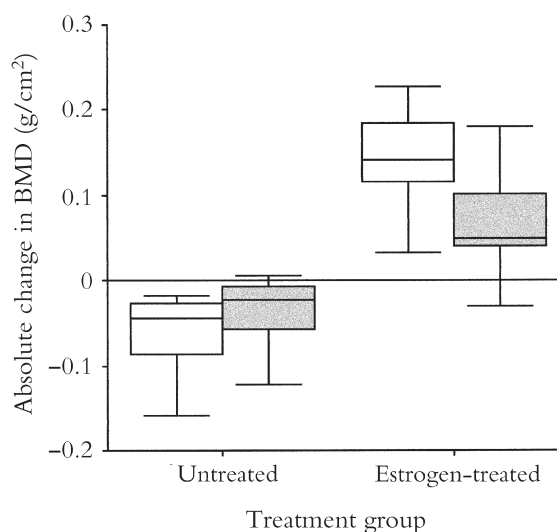 Absolute change in BMD (g/cm²)
0.3
0.2
0.1
0
−0.1
−0.2
Untreated
Estrogen-treated
Treatment group